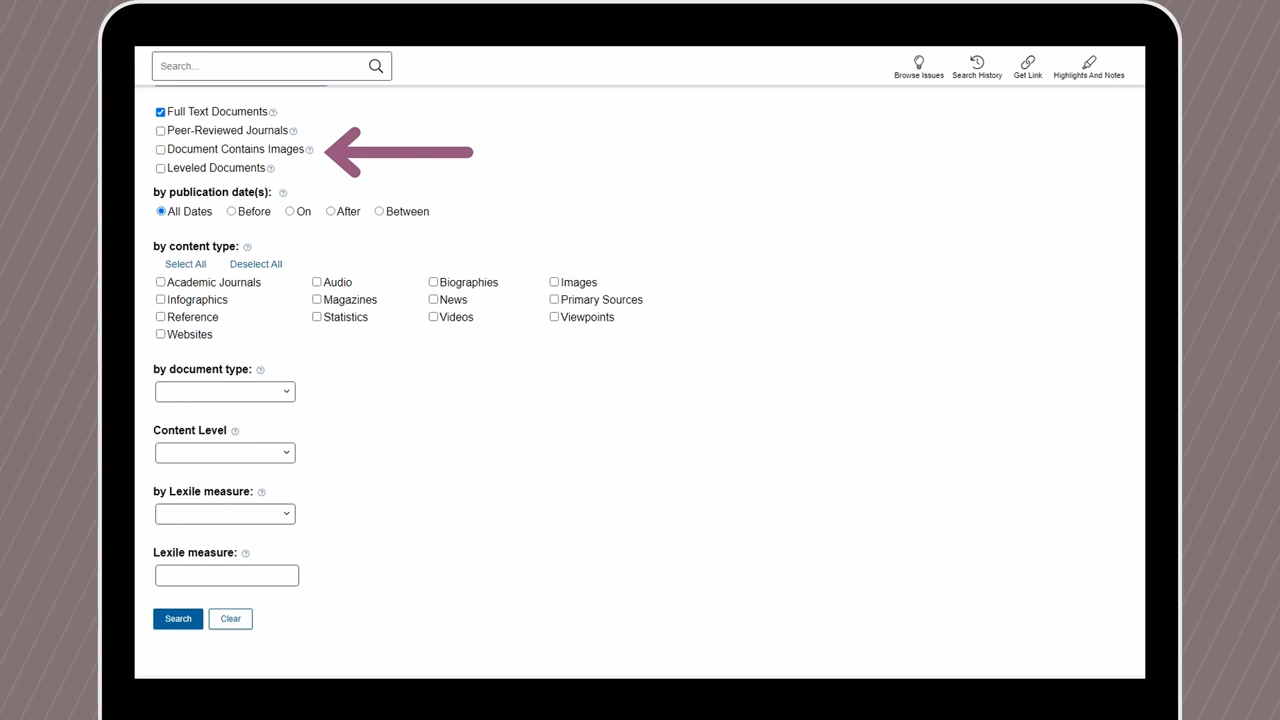 Search...
Browse Issues Search History Get Link Highlights And Notes
Full Text Documents
Peer-Reviewed Journals
Document Contains Images
Leveled Documents
by publication date(s):
All Dates Before On After Between
by content type:
Select All Deselect All
Academic Journals Audio Biographies Images
Infographics Magazines News Primary Sources
Reference Statistics Videos Viewpoints
Websites
by document type:
Content Level
by Lexile measure:
Lexile measure:
Search Clear